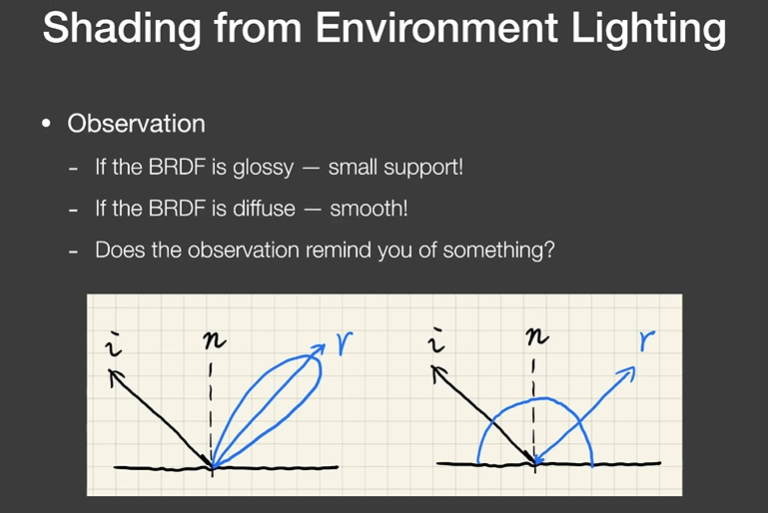 Shading from Environment Lighting
• Observation
- If the BRDF is glossy — small support!
- If the BRDF is diffuse — smooth!
- Does the observation remind you of something?
i n r i n r